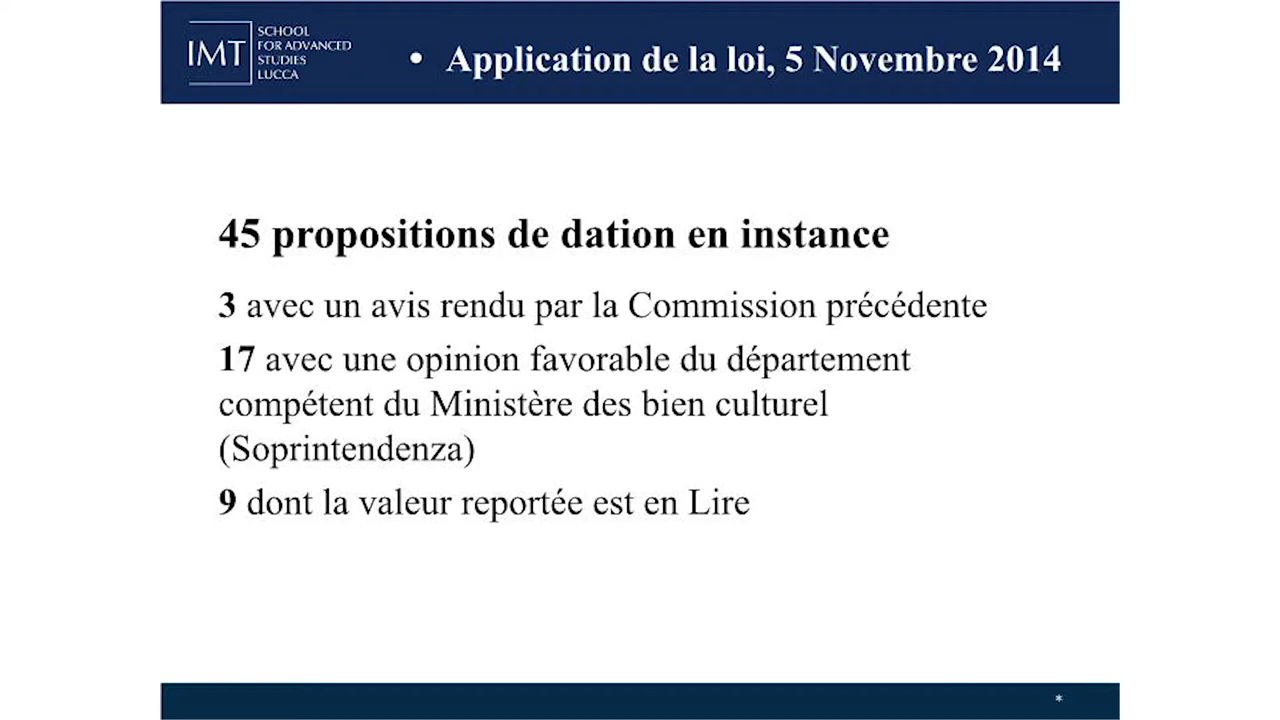 IMT
SCHOOL
FOR ADVANCED
STUDIES
LUCCA
• Application de la loi, 5 Novembre 2014
45 propositions de dation en instance
3 avec un avis rendu par la Commission précédente
17 avec une opinion favorable du département
compétent du Ministère des bien culturel
(Soprintendenza)
9 dont la valeur reportée est en Lire
*